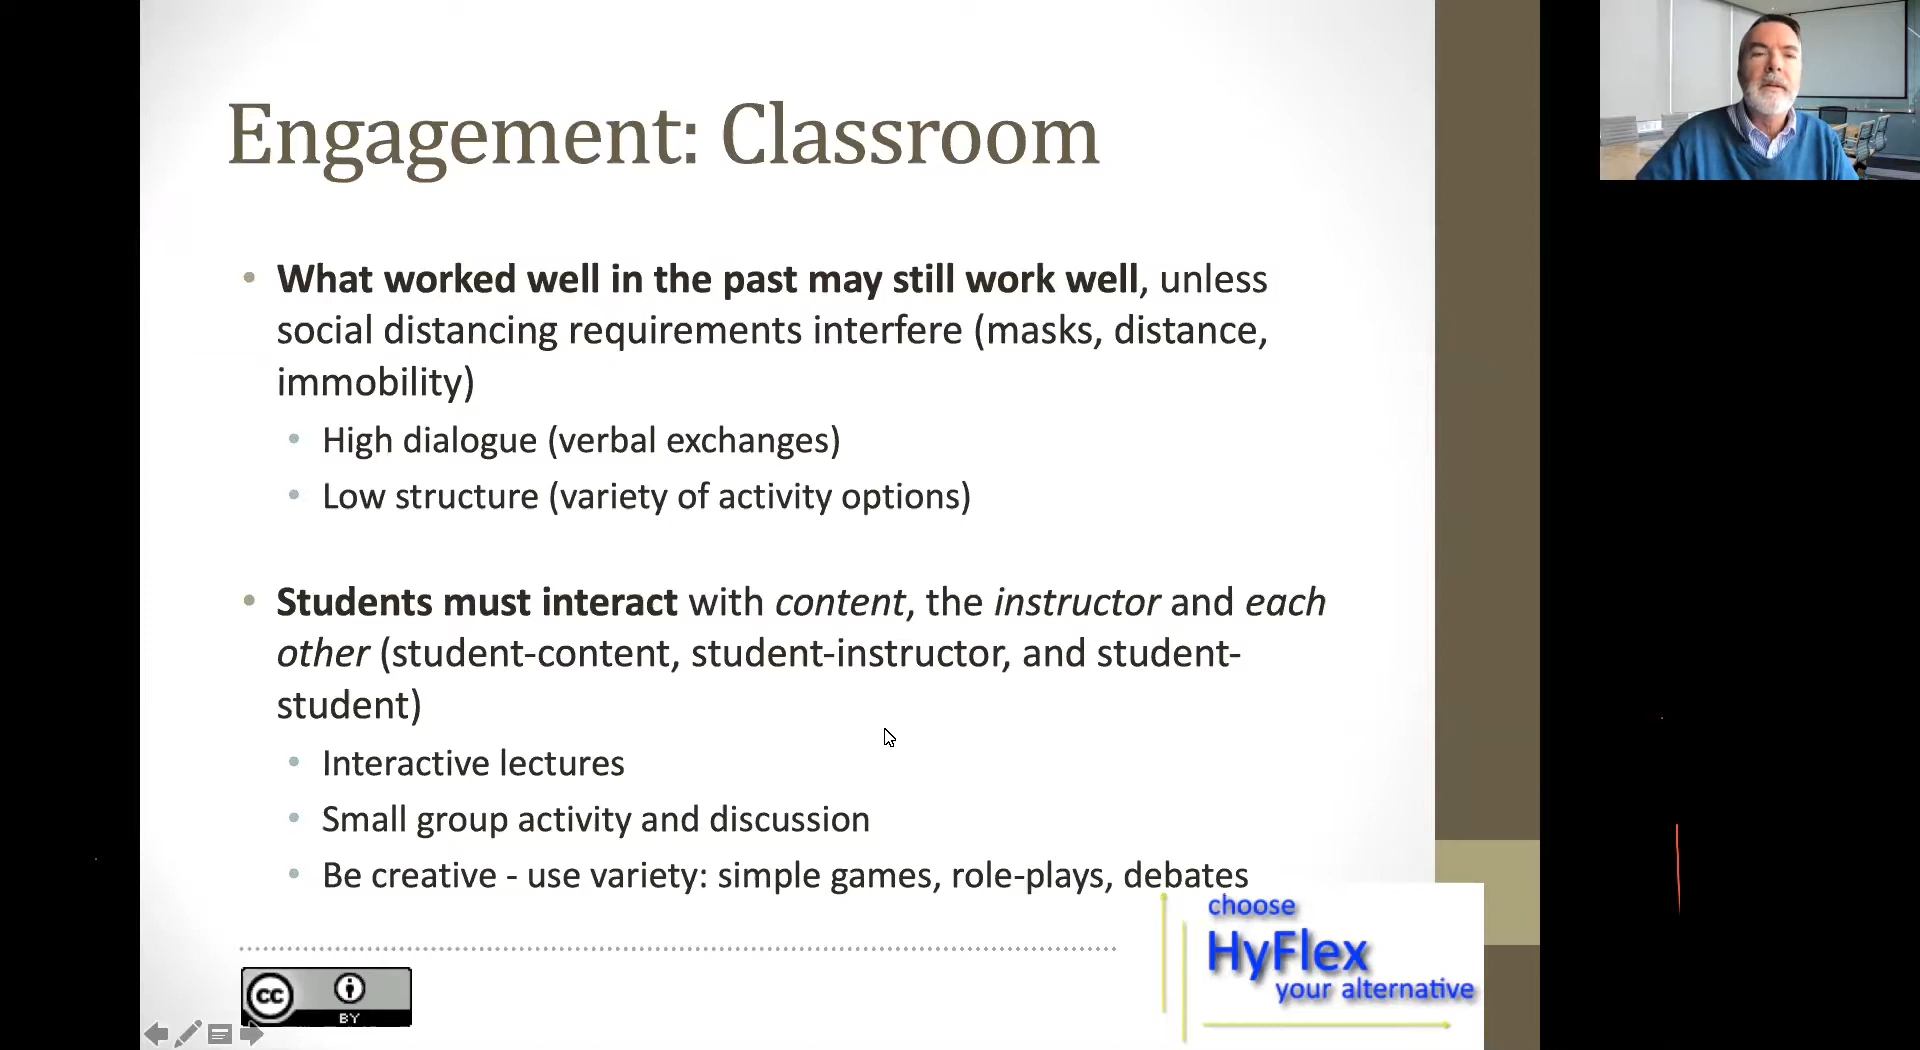 Engagement: Classroom
• What worked well in the past may still work well, unless
social distancing requirements interfere (masks, distance,
immobility)
• High dialogue (verbal exchanges)
• Low structure (variety of activity options)
• Students must interact with content, the instructor and each
other (student-content, student-instructor, and student-
student)
• Interactive lectures
• Small group activity and discussion
• Be creative - use variety: simple games, role-plays, debates
choose
HyFlex
your alternative
cc
BY